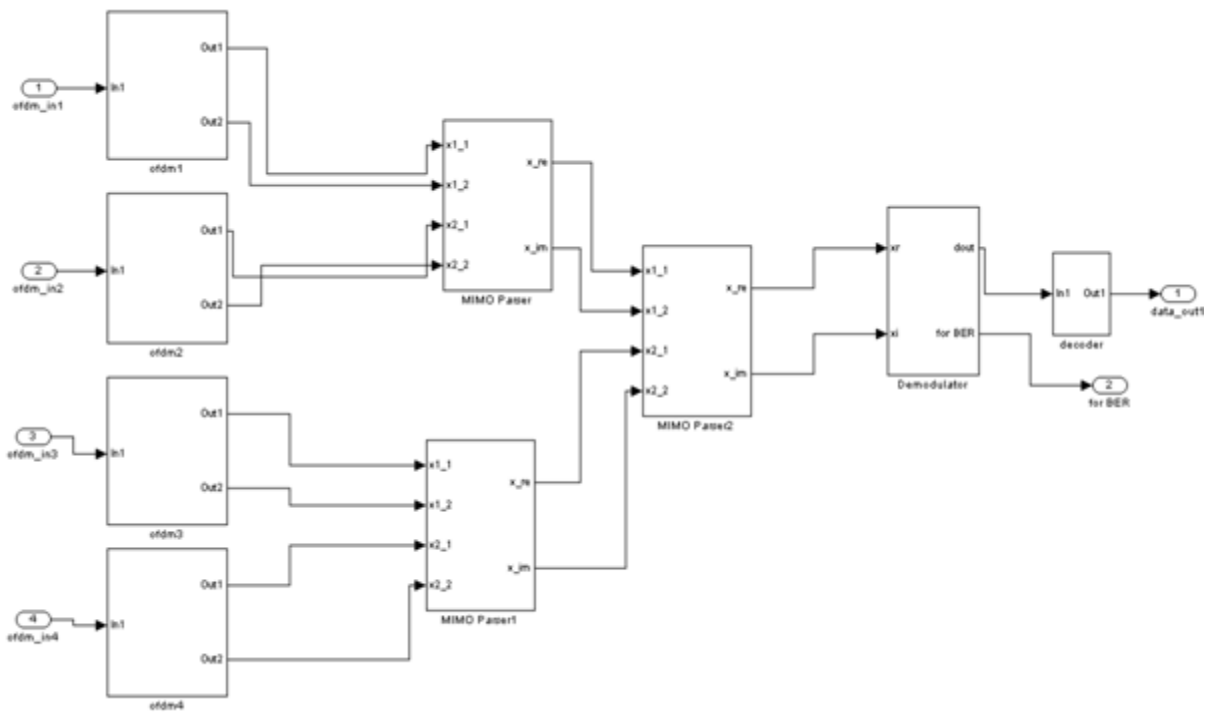 1
ofdm_in1
In1
Out1
Out2
ofdm1
2
ofdm_in2
In1
Out1
Out2
ofdm2
3
ofdm_in3
In1
Out1
Out2
ofdm3
4
ofdm_in4
In1
Out1
Out2
ofdm4
x1_1
x1_2
x2_1
x2_2
x_re
x_im
MIMO Parser
x1_1
x1_2
x2_1
x2_2
x_re
x_im
MIMO Parser1
x1_1
x1_2
x2_1
x2_2
x_re
x_im
MIMO Parser2
xr
xi
dout
for BER
Demodulator
In1
Out1
decoder
1
data_out1
2
for BER